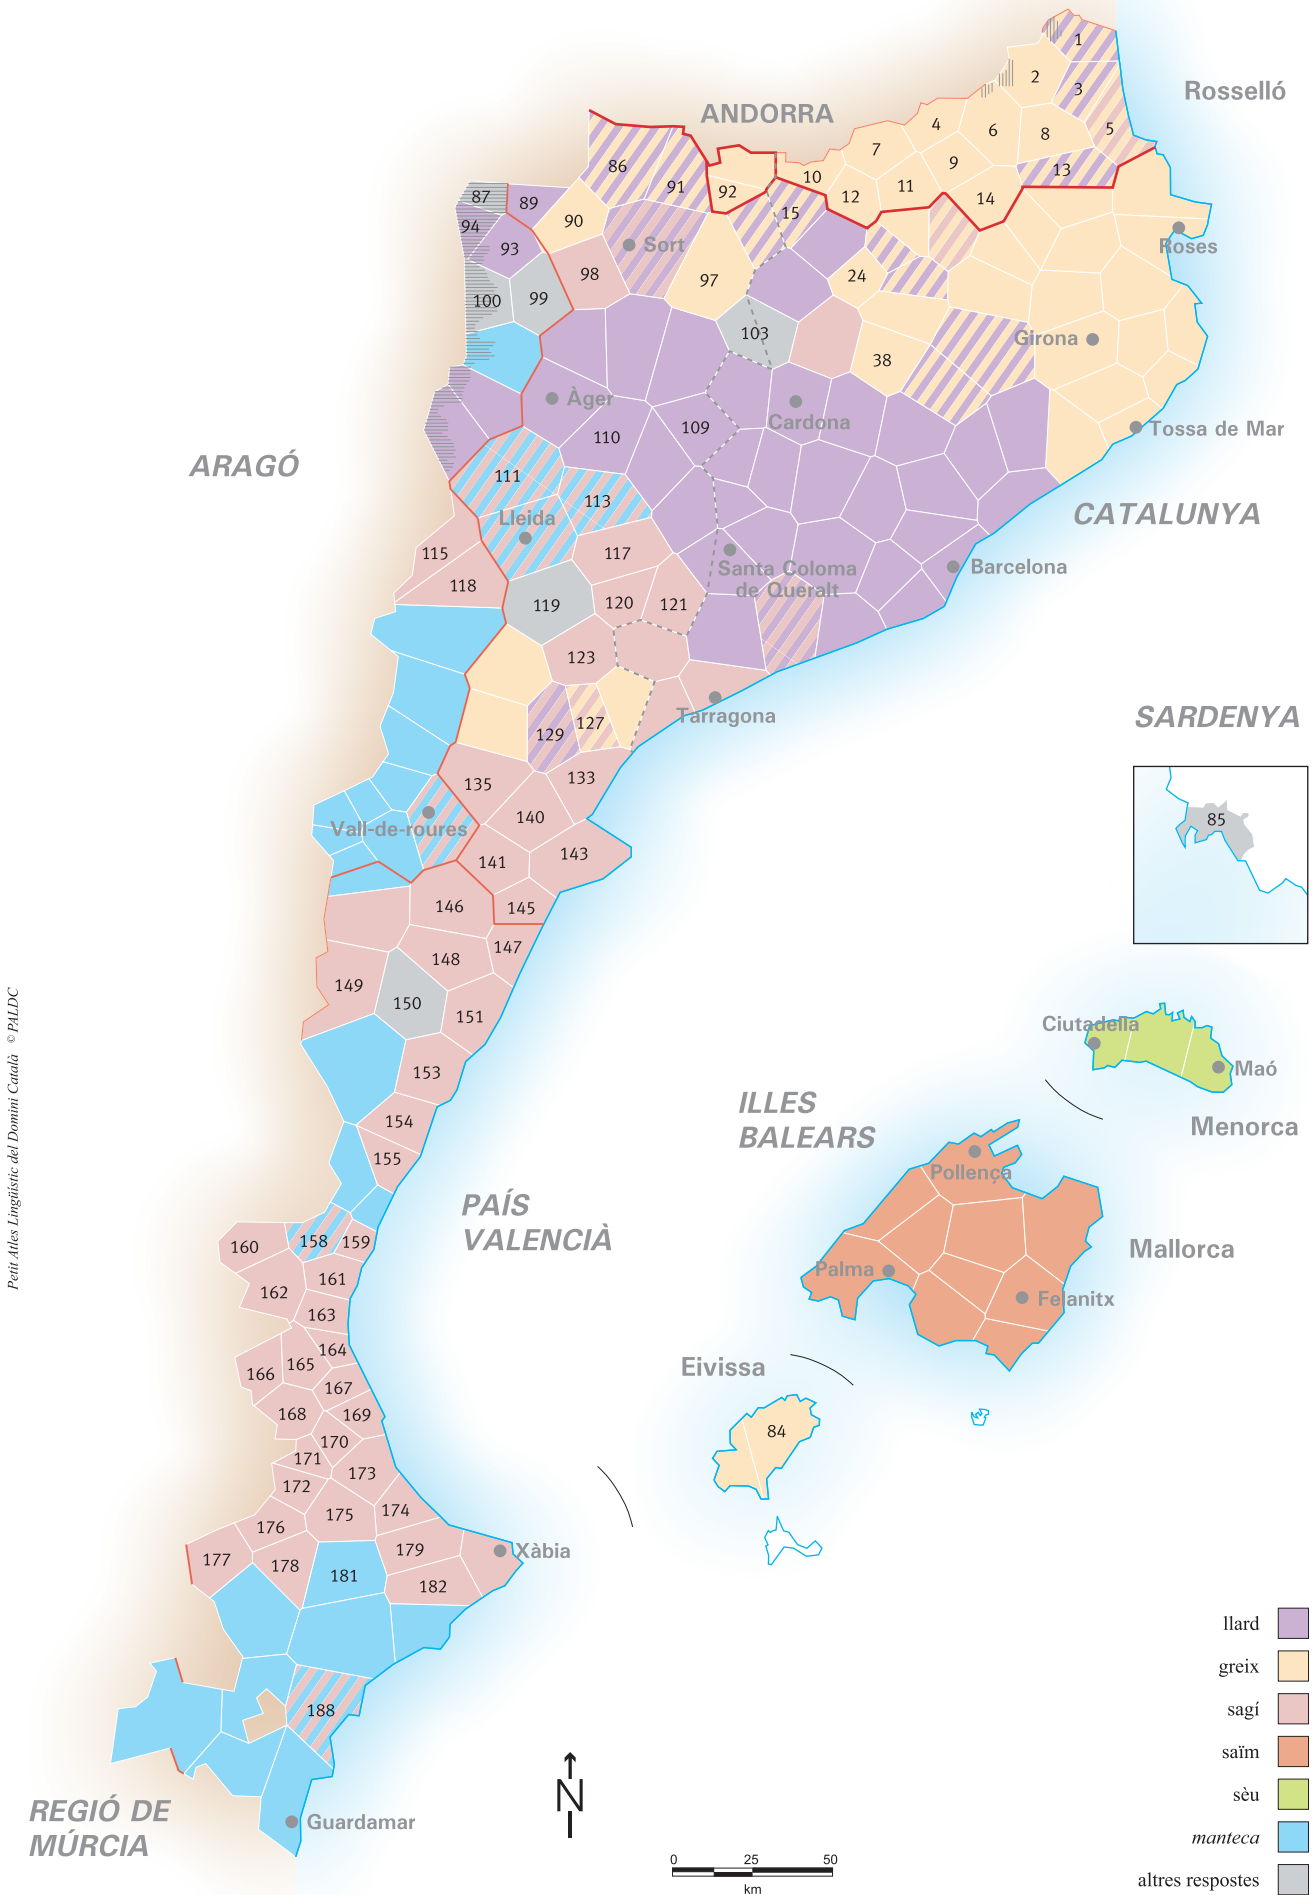 1
2
Rosselló
3
ANDORRA
4
6
8
5
7
9
86
13
10
91
11
92
12
14
87
89
15
90
94
Sort
Roses
93
98
97
24
100
99
103
Girona
38
Àger
Cardona
109
Tossa de Mar
110
ARAGÓ
111
113
CATALUNYA
Lleida
115
117
Santa Coloma
de Queralt
Barcelona
118
119
120
121
123
Tarragona
127
SARDENYA
129
133
135
85
140
Vall-de-roures
143
141
146
145
147
148
149
150
151
Ciutadella
Maó
153
ILLES
BALEARS
154
Menorca
155
Pollença
PAÍS
VALENCIÀ
158
159
160
Mallorca
161
Palma
162
Felanitx
163
164
165
Eivissa
166
167
168
169
84
170
171
173
172
174
175
176
177
178
179
Xàbia
181
182
188
Guardamar
REGIÓ DE
MÚRCIA
N
0 25 50
km
llard
greix
sagí
saïm
sèu
manteca
altres respostes
Petit Atles Lingüístic del Domini Català © PALDC